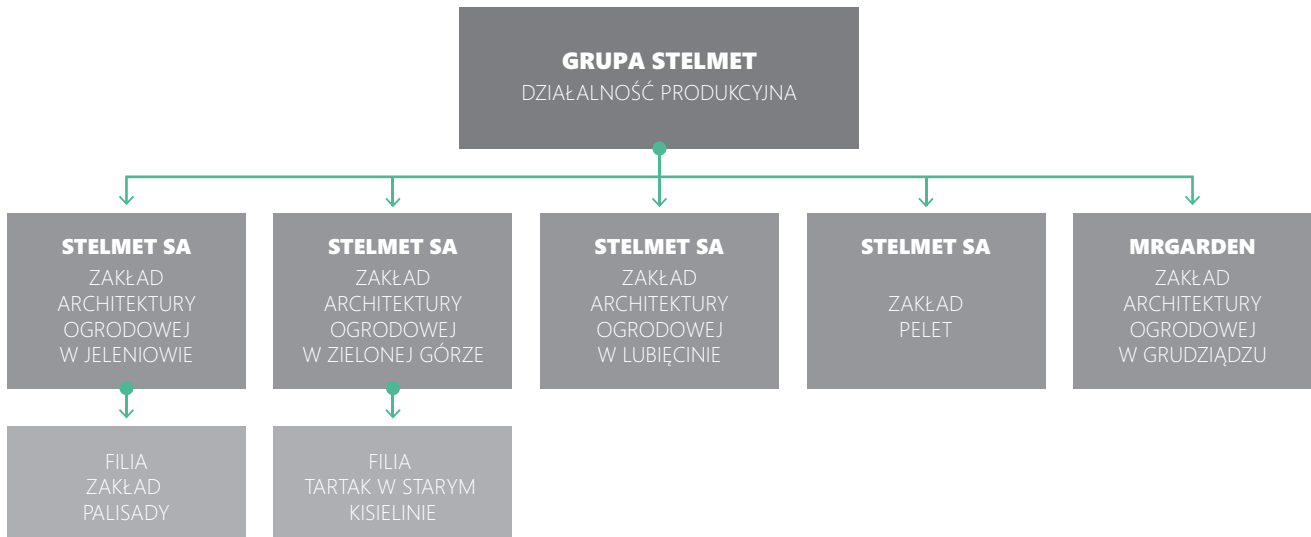 GRUPA STELMET
DZIAŁALNOŚĆ PRODUKCYJNA
STELMET SA
ZAKŁAD
ARCHITEKTURY
OGRODOWEJ
W JELENIOWIE
STELMET SA
ZAKŁAD
ARCHITEKTURY
OGRODOWEJ
W ZIELONEJ GÓRZE
STELMET SA
ZAKŁAD
ARCHITEKTURY
OGRODOWEJ
W LUBIĘCINIE
STELMET SA
ZAKŁAD
PELET
MRGARDEN
ZAKŁAD
ARCHITEKTURY
OGRODOWEJ
W GRUDZIĄDZU
FILIA
ZAKŁAD
PALISADY
FILIA
TARTAK W STARYM
KISIELINIE